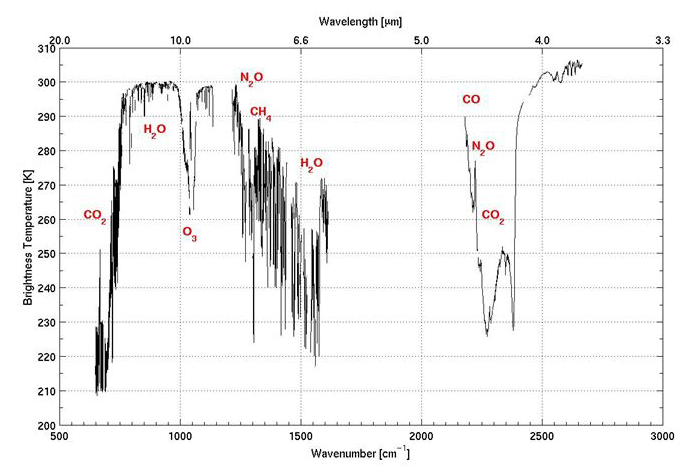 Wavelength [μm]
20.0 10.0 6.6 5.0 4.0 3.3
310
300
290
280
270
260
250
240
230
220
210
200
Brightness Temperature [K]
N2O
CO
CH4
H2O
N2O
H2O
CO2
CO2
O3
500 1000 1500 2000 2500 3000
Wavenumber [cm−1]